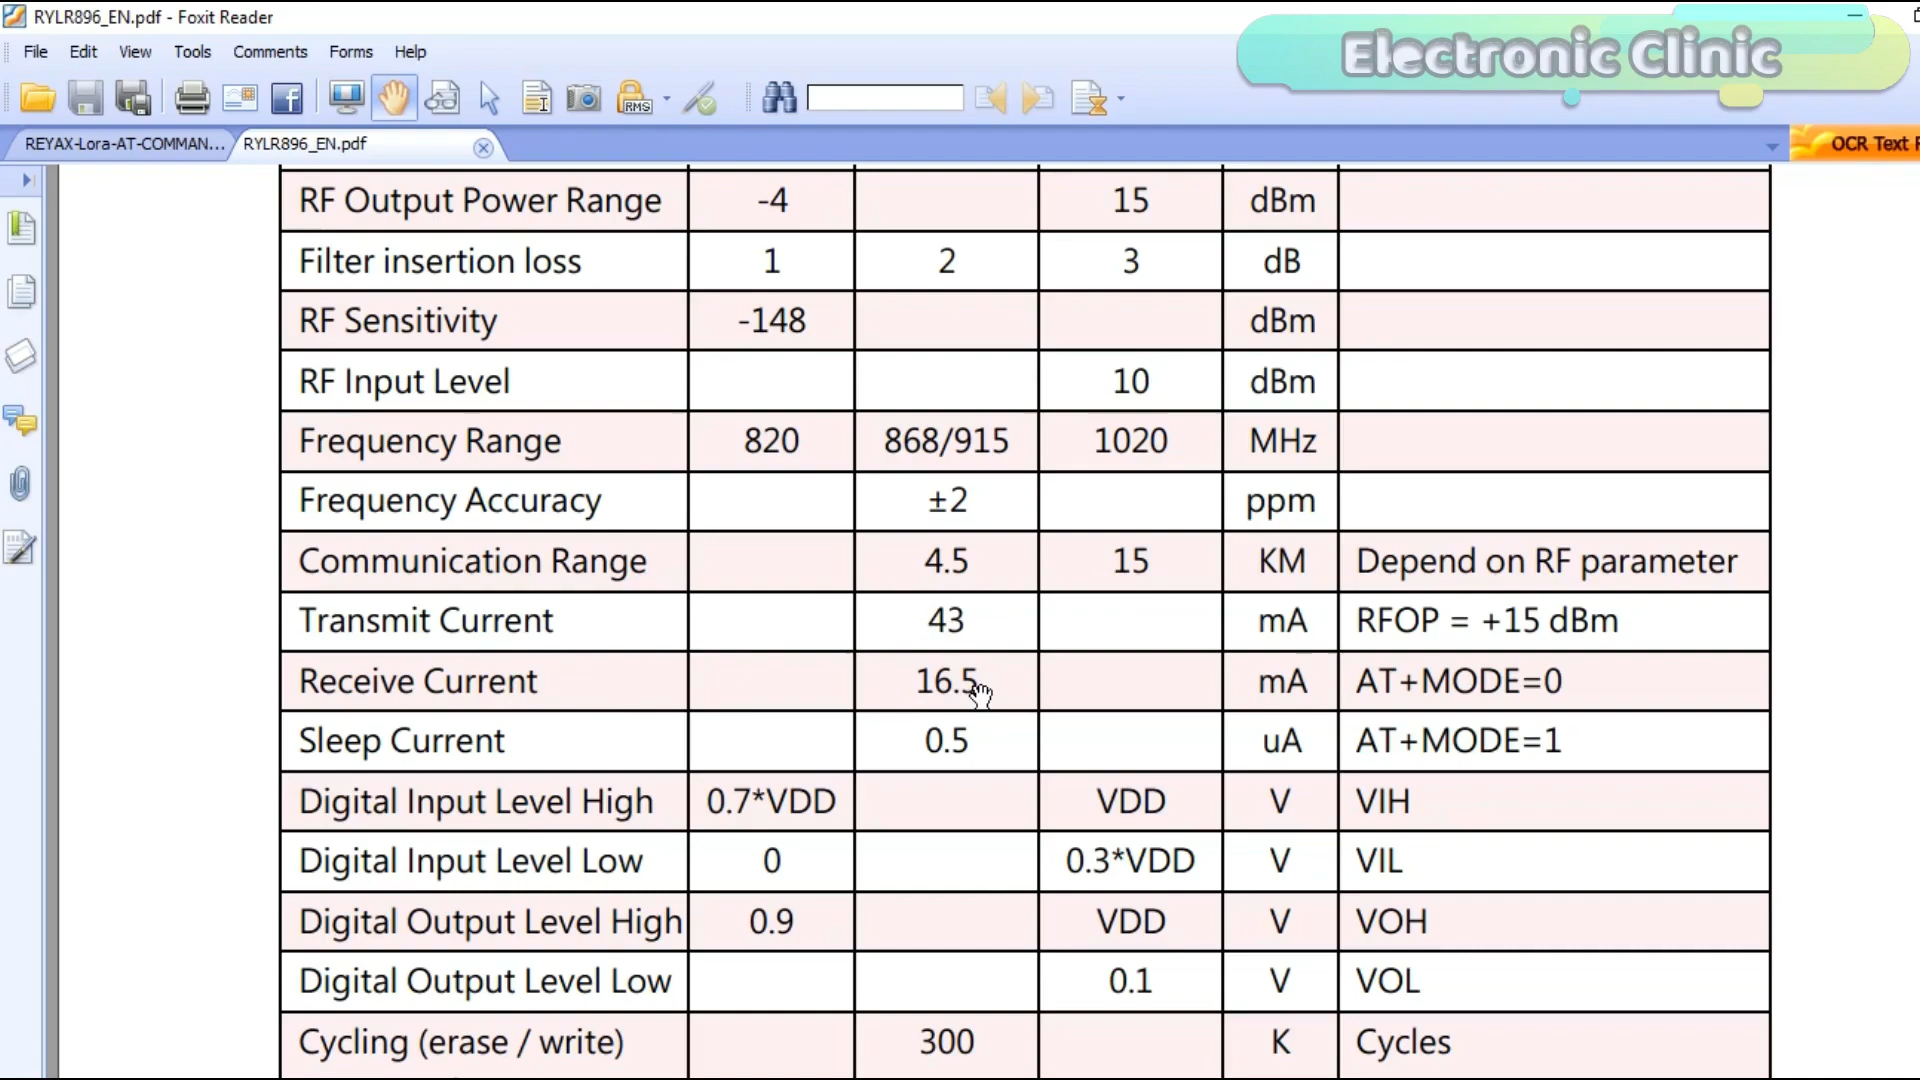 RYLR896_EN.pdf - Foxit Reader
Electronic Clinic
File Edit View Tools Comments Forms Help
RMS
REYAX-Lora-AT-COMMAN... RYLR896_EN.pdf
OCR Text
RF Output Power Range -4 15 dBm
Filter insertion loss 1 2 3 dB
RF Sensitivity -148 dBm
RF Input Level 10 dBm
Frequency Range 820 868/915 1020 MHz
Frequency Accuracy ±2 ppm
Communication Range 4.5 15 KM Depend on RF parameter
Transmit Current 43 mA RFOP = +15 dBm
Receive Current 16.5 mA AT+MODE=0
Sleep Current 0.5 uA AT+MODE=1
Digital Input Level High 0.7*VDD VDD V VIH
Digital Input Level Low 0 0.3*VDD V VIL
Digital Output Level High 0.9 VDD V VOH
Digital Output Level Low 0.1 V VOL
Cycling (erase / write) 300 K Cycles